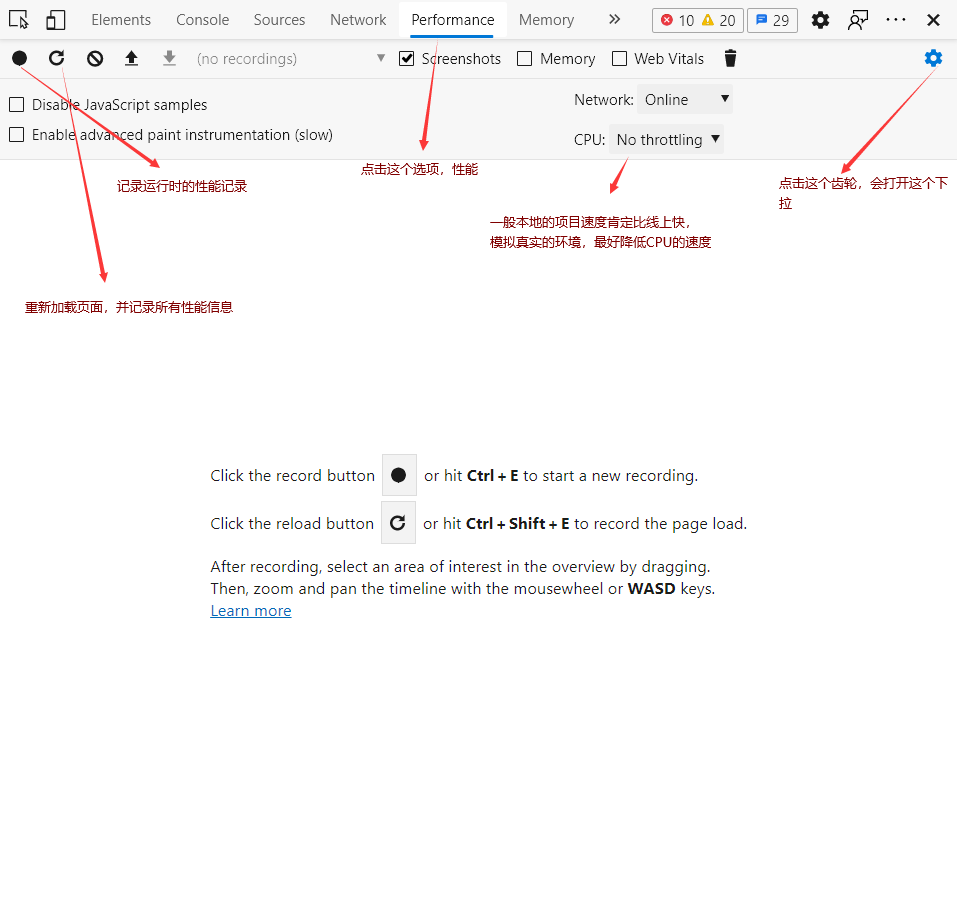 Elements Console Sources Network Performance Memory 10 20 29
(no recordings) Screenshots Memory Web Vitals
Disable JavaScript samples Network: Online
Enable advanced paint instrumentation (slow) CPU: No throttling
点击这个选项，性能
记录运行时的性能记录
点击这个齿轮，会打开这个下
拉
一般本地的项目速度肯定比线上快，
模拟真实的环境，最好降低CPU的速度
重新加载页面，并记录所有性能信息
Click the record button or hit Ctrl + E to start a new recording.
Click the reload button or hit Ctrl + Shift + E to record the page load.
After recording, select an area of interest in the overview by dragging.
Then, zoom and pan the timeline with the mousewheel or WASD keys.
Learn more